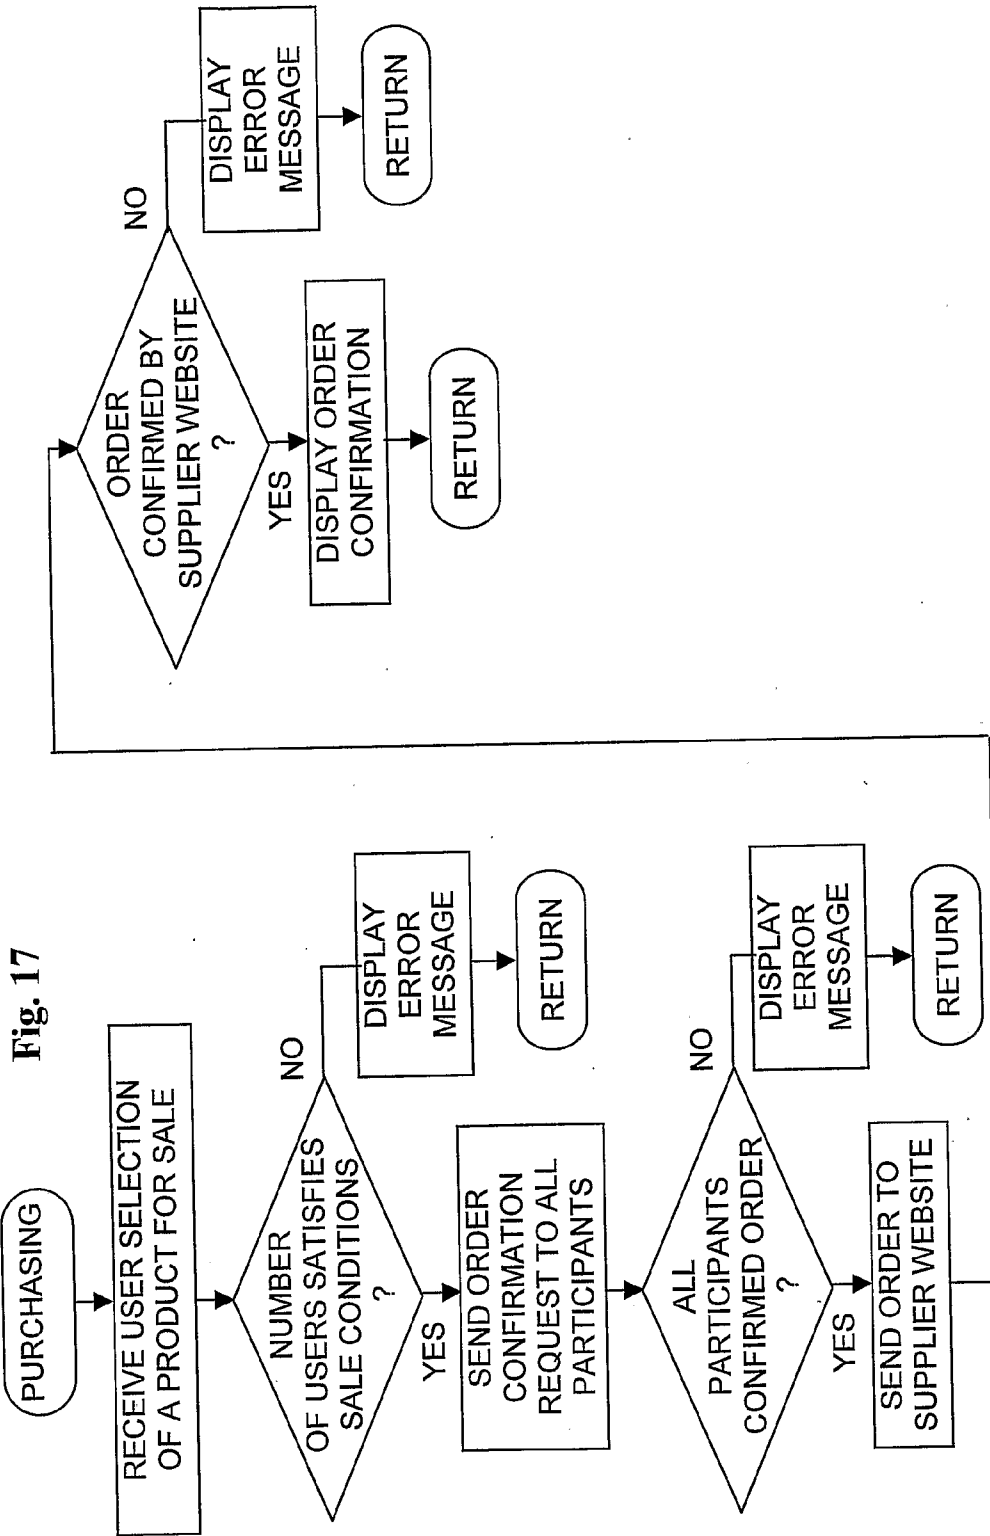 Fig. 17
PURCHASING
RECEIVE USER SELECTION
OF A PRODUCT FOR SALE
NUMBER
OF USERS SATISFIES
SALE CONDITIONS
?
NO
DISPLAY
ERROR
MESSAGE
RETURN
YES
SEND ORDER
CONFIRMATION
REQUEST TO ALL
PARTICIPANTS
ALL
PARTICIPANTS
CONFIRMED ORDER
?
NO
DISPLAY
ERROR
MESSAGE
RETURN
YES
SEND ORDER TO
SUPPLIER WEBSITE
ORDER
CONFIRMED BY
SUPPLIER WEBSITE
?
NO
DISPLAY
ERROR
MESSAGE
RETURN
YES
DISPLAY ORDER
CONFIRMATION
RETURN